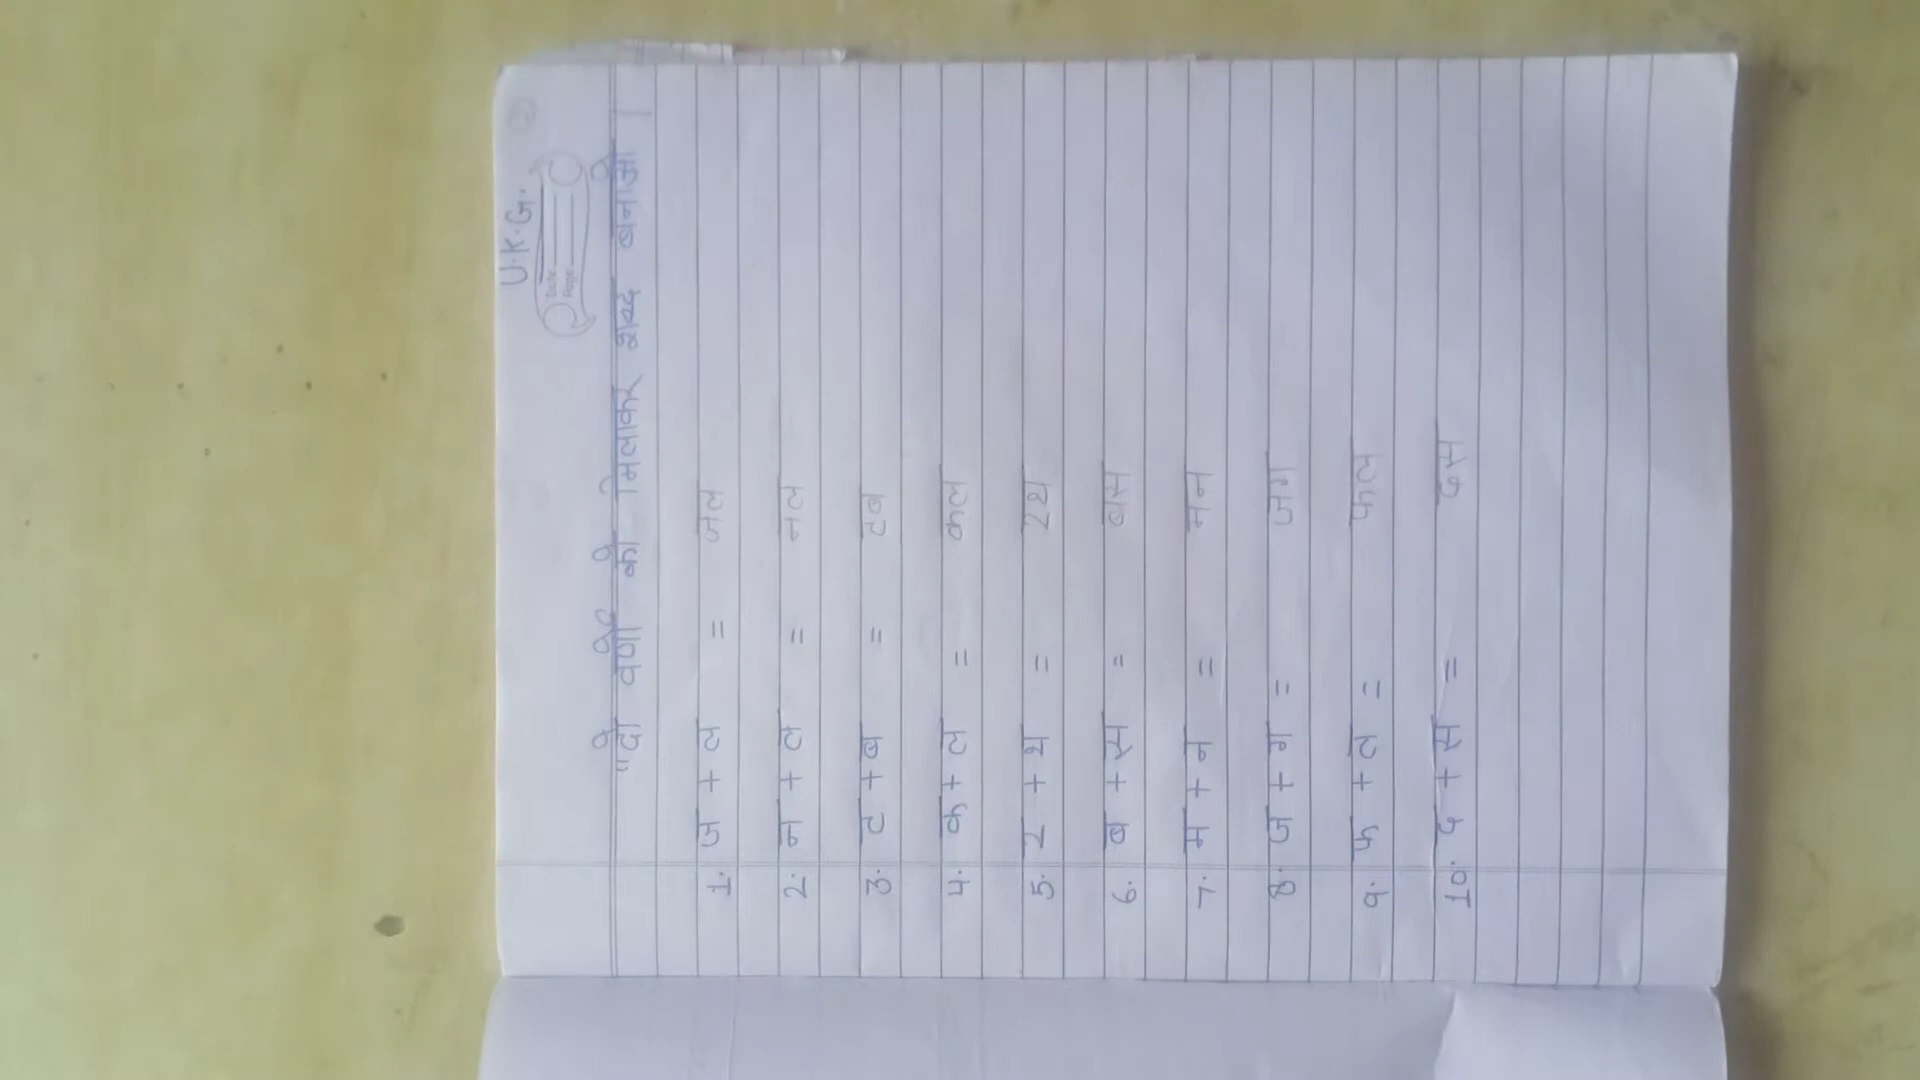 U.K.G.
Date
Page
"दो वर्णों को मिलाकर शब्द बनाओ।
1. ज + ल = जल
2. न + ल = नल
3. ट + ब = टब
4. क + ल = कल
5. र + थ = रथ
6. ब + स = बस
7. म + न = मन
8. ज + ग = जग
9. फ + ल = फल
10. द + स = दस